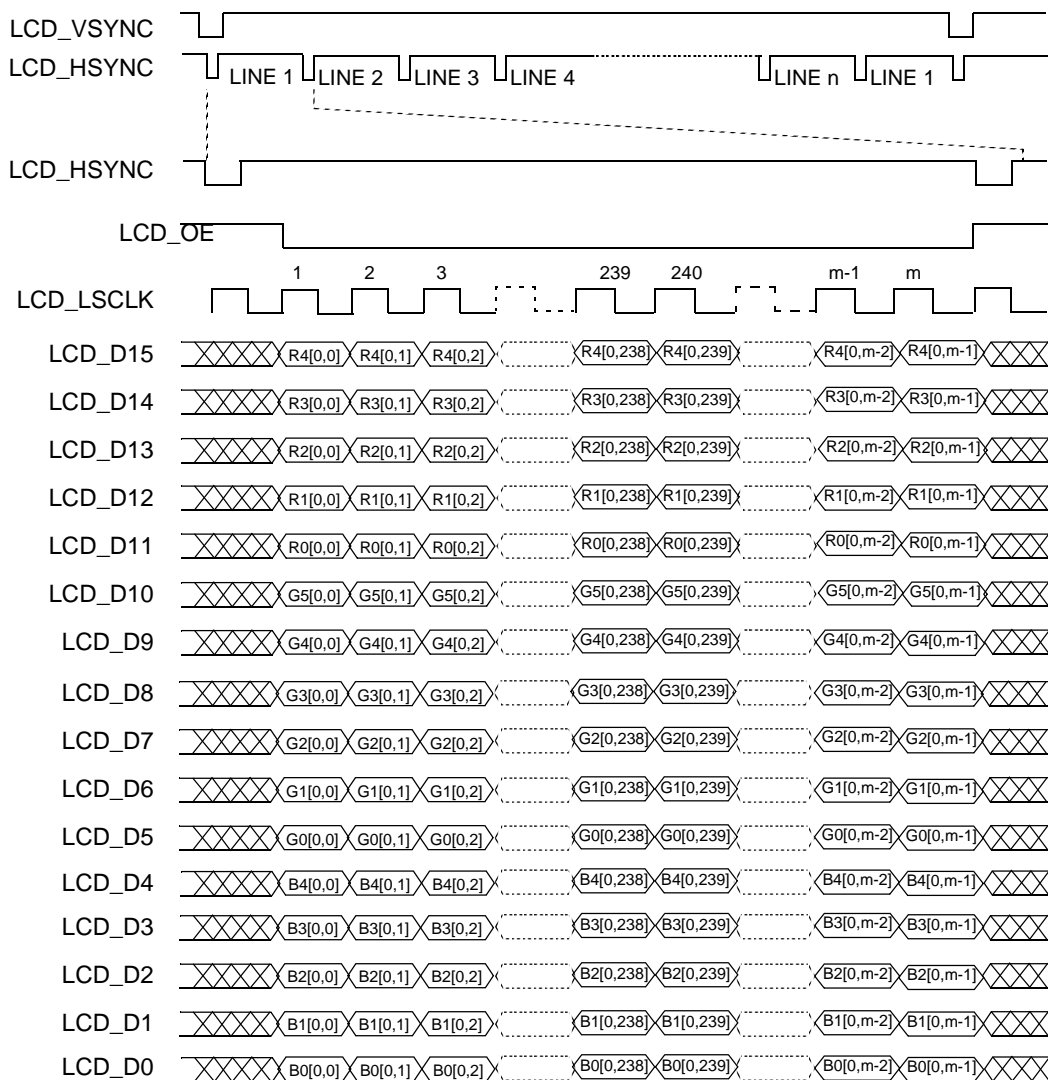 LCD_VSYNC
LCD_HSYNC LINE 1 LINE 2 LINE 3 LINE 4 LINE n LINE 1
LCD_HSYNC
LCD_OE
1 2 3 239 240 m-1 m
LCD_LSCLK
LCD_D15 R4[0,0] R4[0,1] R4[0,2] R4[0,238] R4[0,239] R4[0,m-2] R4[0,m-1]
LCD_D14 R3[0,0] R3[0,1] R3[0,2] R3[0,238] R3[0,239] R3[0,m-2] R3[0,m-1]
LCD_D13 R2[0,0] R2[0,1] R2[0,2] R2[0,238] R2[0,239] R2[0,m-2] R2[0,m-1]
LCD_D12 R1[0,0] R1[0,1] R1[0,2] R1[0,238] R1[0,239] R1[0,m-2] R1[0,m-1]
LCD_D11 R0[0,0] R0[0,1] R0[0,2] R0[0,238] R0[0,239] R0[0,m-2] R0[0,m-1]
LCD_D10 G5[0,0] G5[0,1] G5[0,2] G5[0,238] G5[0,239] G5[0,m-2] G5[0,m-1]
LCD_D9 G4[0,0] G4[0,1] G4[0,2] G4[0,238] G4[0,239] G4[0,m-2] G4[0,m-1]
LCD_D8 G3[0,0] G3[0,1] G3[0,2] G3[0,238] G3[0,239] G3[0,m-2] G3[0,m-1]
LCD_D7 G2[0,0] G2[0,1] G2[0,2] G2[0,238] G2[0,239] G2[0,m-2] G2[0,m-1]
LCD_D6 G1[0,0] G1[0,1] G1[0,2] G1[0,238] G1[0,239] G1[0,m-2] G1[0,m-1]
LCD_D5 G0[0,0] G0[0,1] G0[0,2] G0[0,238] G0[0,239] G0[0,m-2] G0[0,m-1]
LCD_D4 B4[0,0] B4[0,1] B4[0,2] B4[0,238] B4[0,239] B4[0,m-2] B4[0,m-1]
LCD_D3 B3[0,0] B3[0,1] B3[0,2] B3[0,238] B3[0,239] B3[0,m-2] B3[0,m-1]
LCD_D2 B2[0,0] B2[0,1] B2[0,2] B2[0,238] B2[0,239] B2[0,m-2] B2[0,m-1]
LCD_D1 B1[0,0] B1[0,1] B1[0,2] B1[0,238] B1[0,239] B1[0,m-2] B1[0,m-1]
LCD_D0 B0[0,0] B0[0,1] B0[0,2] B0[0,238] B0[0,239] B0[0,m-2] B0[0,m-1]